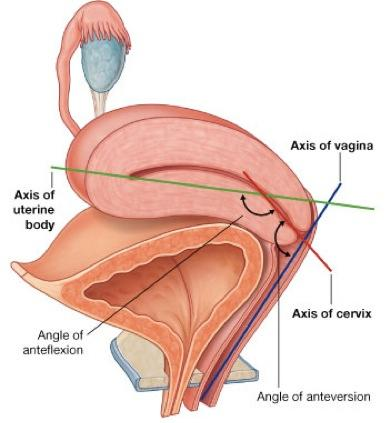 Axis of vagina
Axis of
uterine
body
Axis of cervix
Angle of
anteflexion
Angle of anteversion